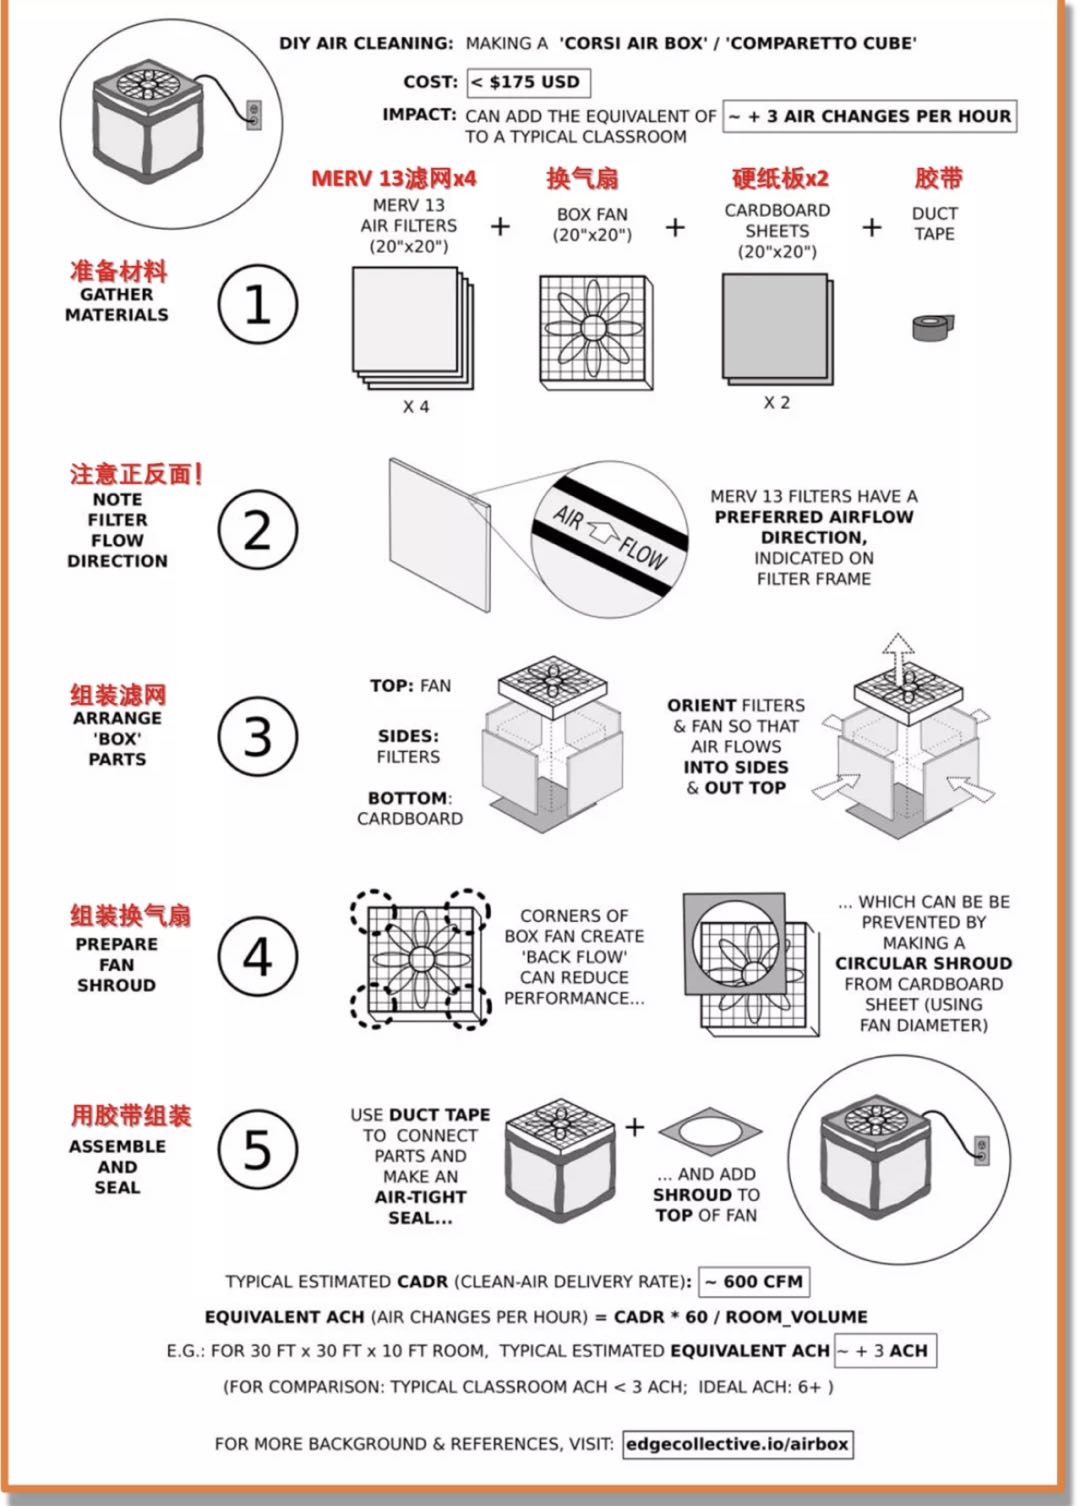 DIY AIR CLEANING: MAKING A 'CORSI AIR BOX' / 'COMPARETTO CUBE'
COST: < $175 USD
IMPACT: CAN ADD THE EQUIVALENT OF ~ + 3 AIR CHANGES PER HOUR
TO A TYPICAL CLASSROOM
准备材料
GATHER
MATERIALS
1
MERV 13滤网x4
MERV 13
AIR FILTERS
(20"x20")
X 4
+
换气扇
BOX FAN
(20"x20")
+
硬纸板x2
CARDBOARD
SHEETS
(20"x20")
X 2
+
胶带
DUCT
TAPE
注意正反面！
NOTE
FILTER
FLOW
DIRECTION
2
AIR FLOW
MERV 13 FILTERS HAVE A
PREFERRED AIRFLOW
DIRECTION,
INDICATED ON
FILTER FRAME
组装滤网
ARRANGE
'BOX'
PARTS
3
TOP: FAN
SIDES:
FILTERS
BOTTOM:
CARDBOARD
ORIENT FILTERS
& FAN SO THAT
AIR FLOWS
INTO SIDES
& OUT TOP
组装换气扇
PREPARE
FAN
SHROUD
4
CORNERS OF
BOX FAN CREATE
'BACK FLOW'
CAN REDUCE
PERFORMANCE...
... WHICH CAN BE BE
PREVENTED BY
MAKING A
CIRCULAR SHROUD
FROM CARDBOARD
SHEET (USING
FAN DIAMETER)
用胶带组装
ASSEMBLE
AND
SEAL
5
USE DUCT TAPE
TO CONNECT
PARTS AND
MAKE AN
AIR-TIGHT
SEAL...
+
... AND ADD
SHROUD TO
TOP OF FAN
TYPICAL ESTIMATED CADR (CLEAN-AIR DELIVERY RATE): ~ 600 CFM
EQUIVALENT ACH (AIR CHANGES PER HOUR) = CADR * 60 / ROOM_VOLUME
E.G.: FOR 30 FT x 30 FT x 10 FT ROOM, TYPICAL ESTIMATED EQUIVALENT ACH ~ + 3 ACH
(FOR COMPARISON: TYPICAL CLASSROOM ACH < 3 ACH; IDEAL ACH: 6+ )
FOR MORE BACKGROUND & REFERENCES, VISIT: edgecollective.io/airbox